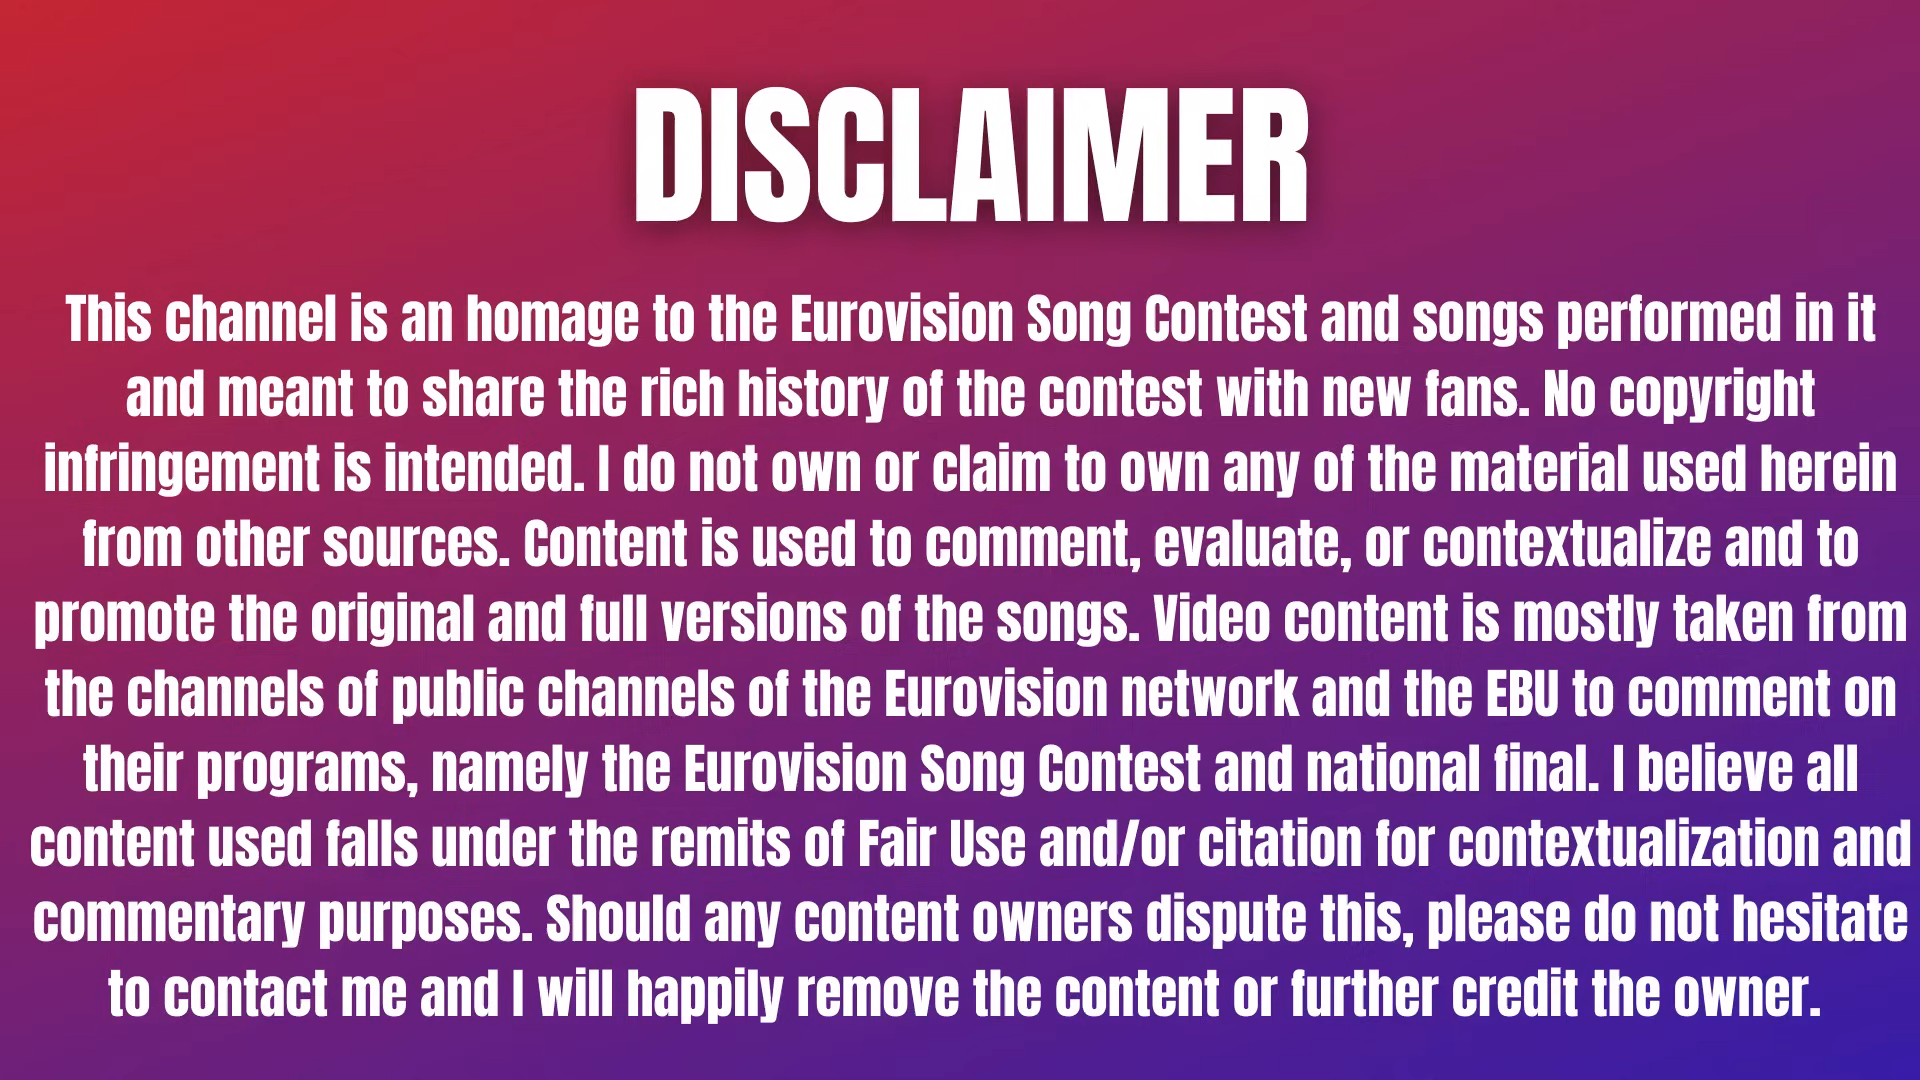 DISCLAIMER
This channel is an homage to the Eurovision Song Contest and songs performed in it
and meant to share the rich history of the contest with new fans. No copyright
infringement is intended. I do not own or claim to own any of the material used herein
from other sources. Content is used to comment, evaluate, or contextualize and to
promote the original and full versions of the songs. Video content is mostly taken from
the channels of public channels of the Eurovision network and the EBU to comment on
their programs, namely the Eurovision Song Contest and national final. I believe all
content used falls under the remits of Fair Use and/or citation for contextualization and
commentary purposes. Should any content owners dispute this, please do not hesitate
to contact me and I will happily remove the content or further credit the owner.